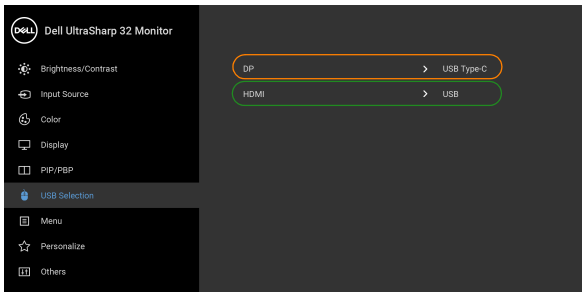 DELL Dell UltraSharp 32 Monitor
Brightness/Contrast
DP > USB Type-C
Input Source
HDMI > USB
Color
Display
PIP/PBP
USB Selection
Menu
Personalize
Others